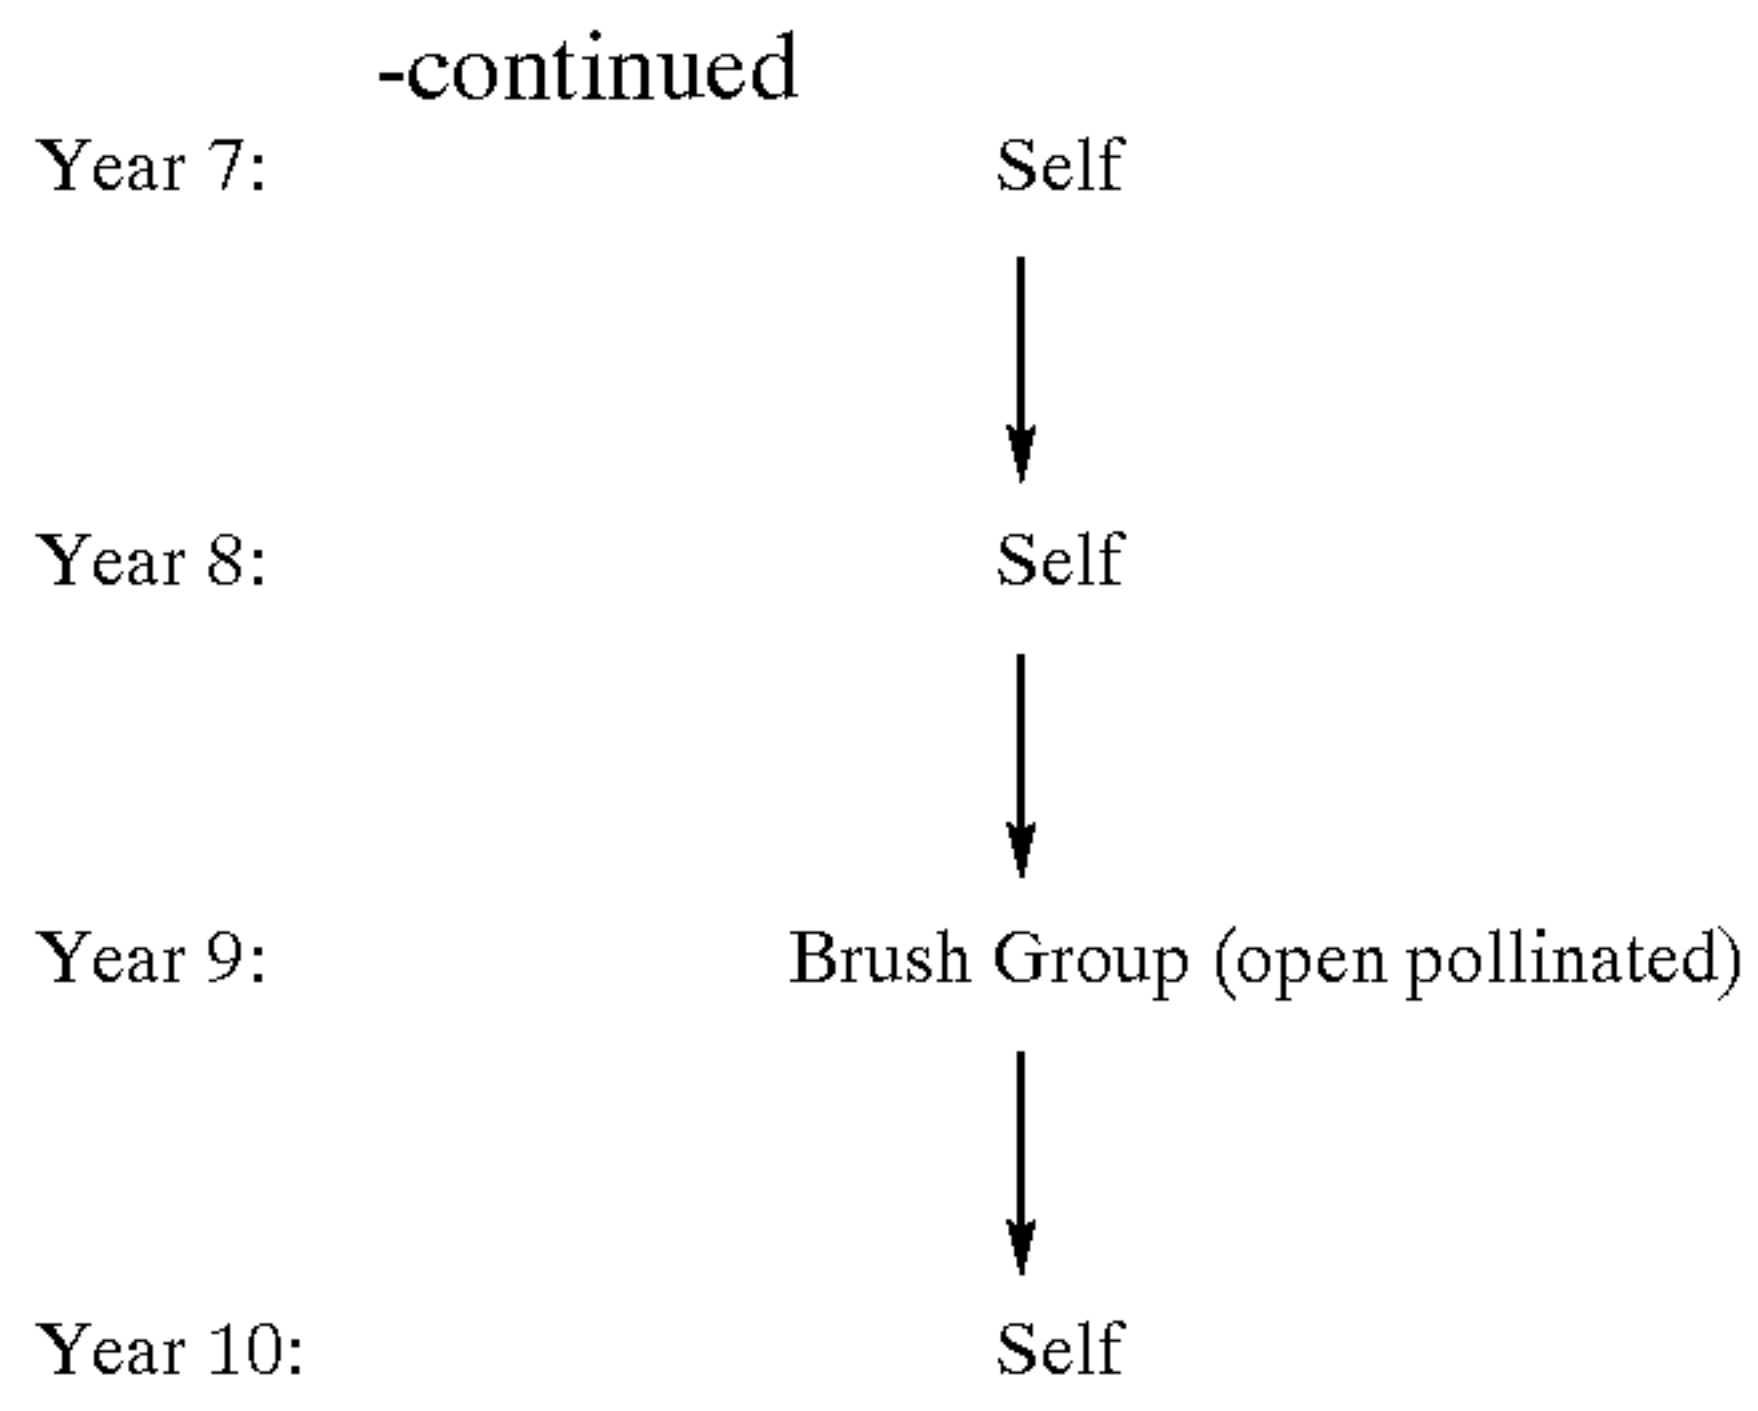 -continued
Year 7: Self
Year 8: Self
Year 9: Brush Group (open pollinated)
Year 10: Self